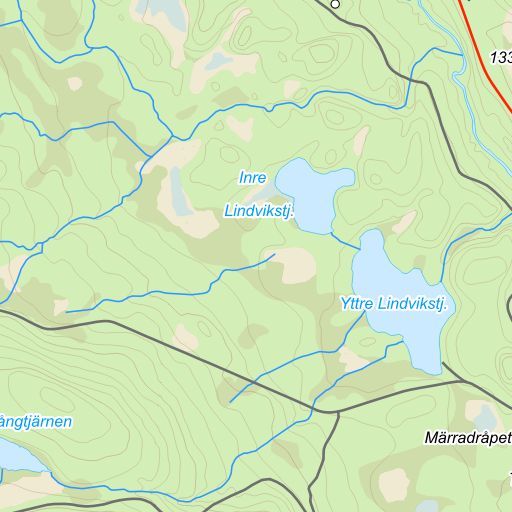 133
Inre
Lindvikstj.
Yttre Lindvikstj.
ångtjärnen
Märradråpet